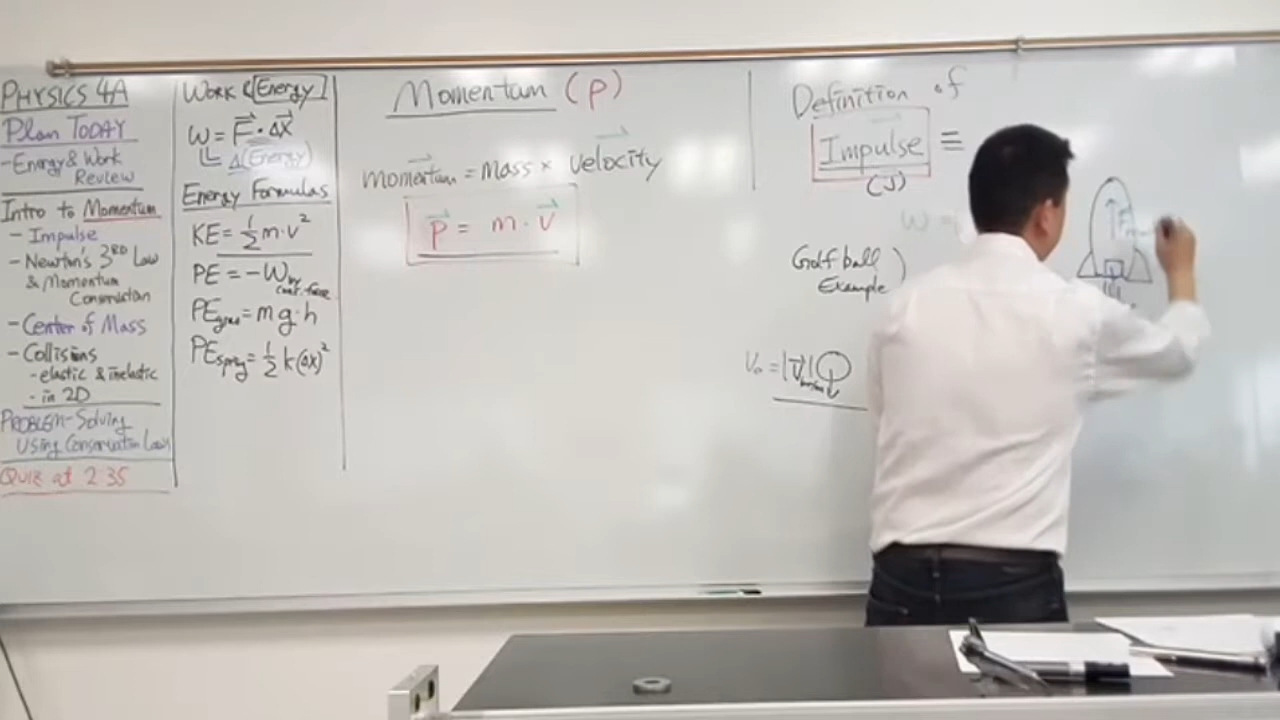 PHYSICS 4A
Plan TODAY
- Energy & Work
Review
Intro to Momentum
- Impulse
- Newton's 3RD Law
& Momentum
Conservation
- Center of Mass
- Collisions
- elastic & inelastic
- in 2D
PROBLEM-Solving
Using Conservation Laws
QUIZ at 2:35
Work & Energy
W = F · Δx
Δ(Energy)
Energy Formulas
KE = 1/2 m·v²
PE = -W by cons. force
PEgrav = m g·h
PEspring = 1/2 k(Δx)²
Momentum (p)
momentum = mass × velocity
p = m · v
Definition of
Impulse ≡
(J)
W =
Golf ball )
Example
V₀ = |V|